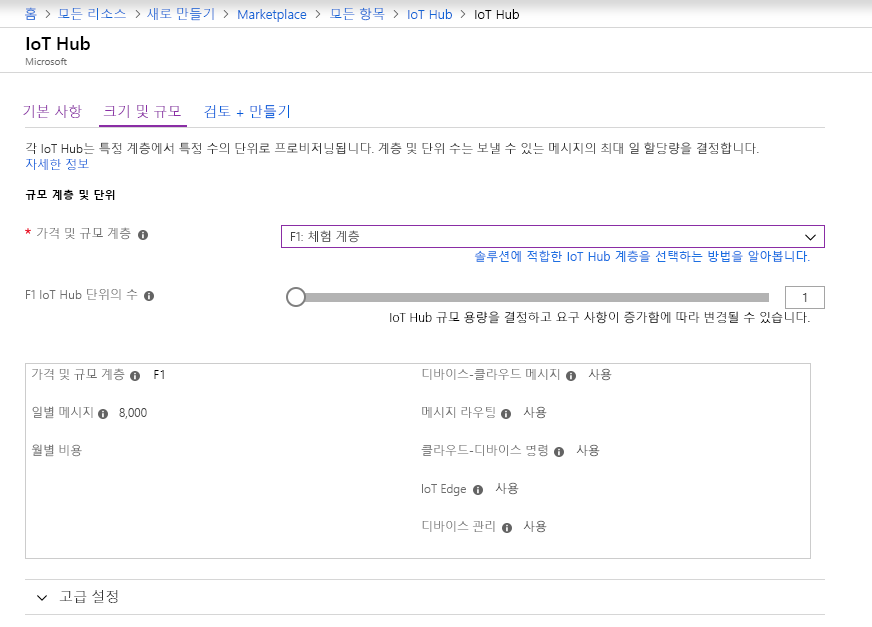 홈 > 모든 리소스 > 새로 만들기 > Marketplace > 모든 항목 > IoT Hub > IoT Hub
IoT Hub
Microsoft
기본 사항 크기 및 규모 검토 + 만들기
각 IoT Hub는 특정 계층에서 특정 수의 단위로 프로비저닝됩니다. 계층 및 단위 수는 보낼 수 있는 메시지의 최대 일 할당량을 결정합니다.
자세한 정보
규모 계층 및 단위
* 가격 및 규모 계층 F1: 체험 계층
솔루션에 적합한 IoT Hub 계층을 선택하는 방법을 알아봅니다.
F1 IoT Hub 단위의 수 1
IoT Hub 규모 용량을 결정하고 요구 사항이 증가함에 따라 변경될 수 있습니다.
가격 및 규모 계층 F1 디바이스-클라우드 메시지 사용
일별 메시지 8,000 메시지 라우팅 사용
월별 비용 클라우드-디바이스 명령 사용
IoT Edge 사용
디바이스 관리 사용
고급 설정